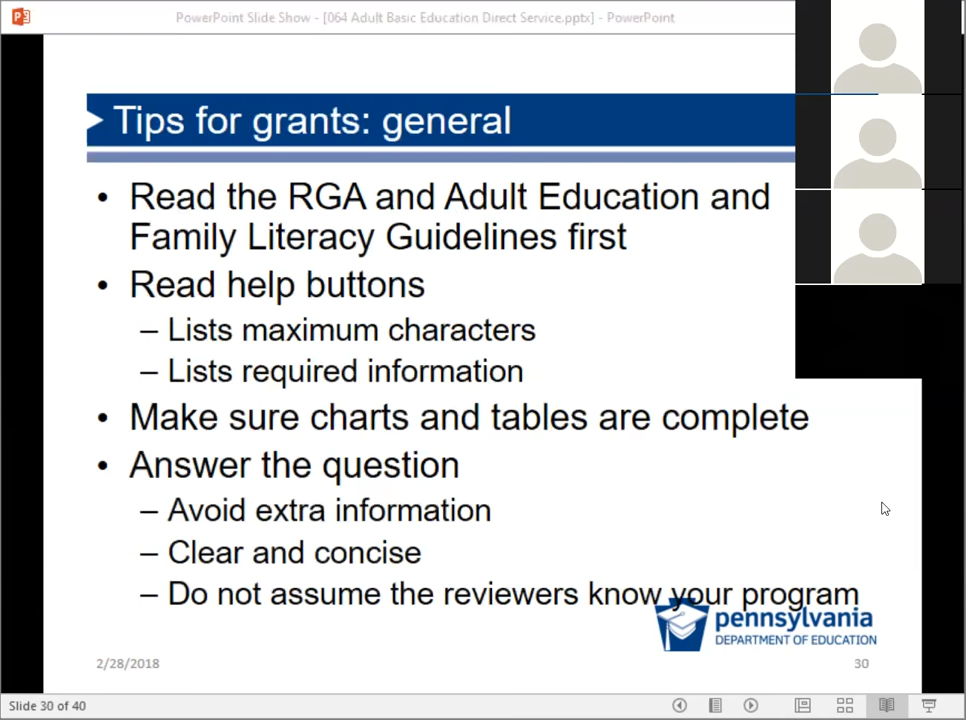 PowerPoint Slide Show - [064 Adult Basic Education Direct Service.pptx] - PowerPoint
Tips for grants: general
• Read the RGA and Adult Education and
Family Literacy Guidelines first
• Read help buttons
– Lists maximum characters
– Lists required information
• Make sure charts and tables are complete
• Answer the question
– Avoid extra information
– Clear and concise
– Do not assume the reviewers know your program
pennsylvania
DEPARTMENT OF EDUCATION
2/28/2018
30
Slide 30 of 40